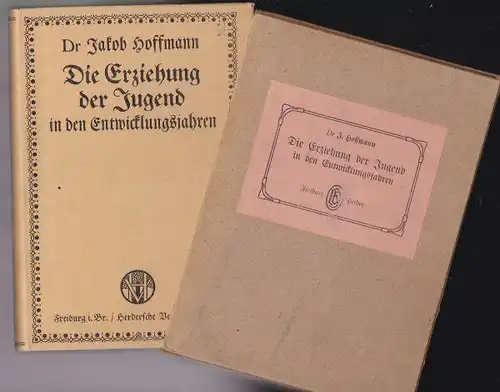 Dr Jakob Hoffmann
Die Erziehung
der Jugend
in den Entwicklungsjahren
Freiburg i. Br. / Herdersche Ve
Dr. J. Hoffmann
Die Erziehung der Jugend
in den Entwicklungsjahren
Freiburg Herder